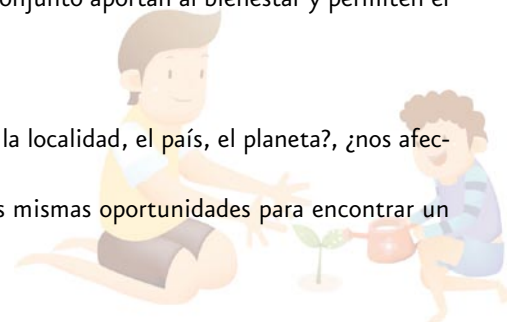 onjunto aportan al bienestar y permiten el
la localidad, el país, el planeta?, ¿nos afec-
s mismas oportunidades para encontrar un